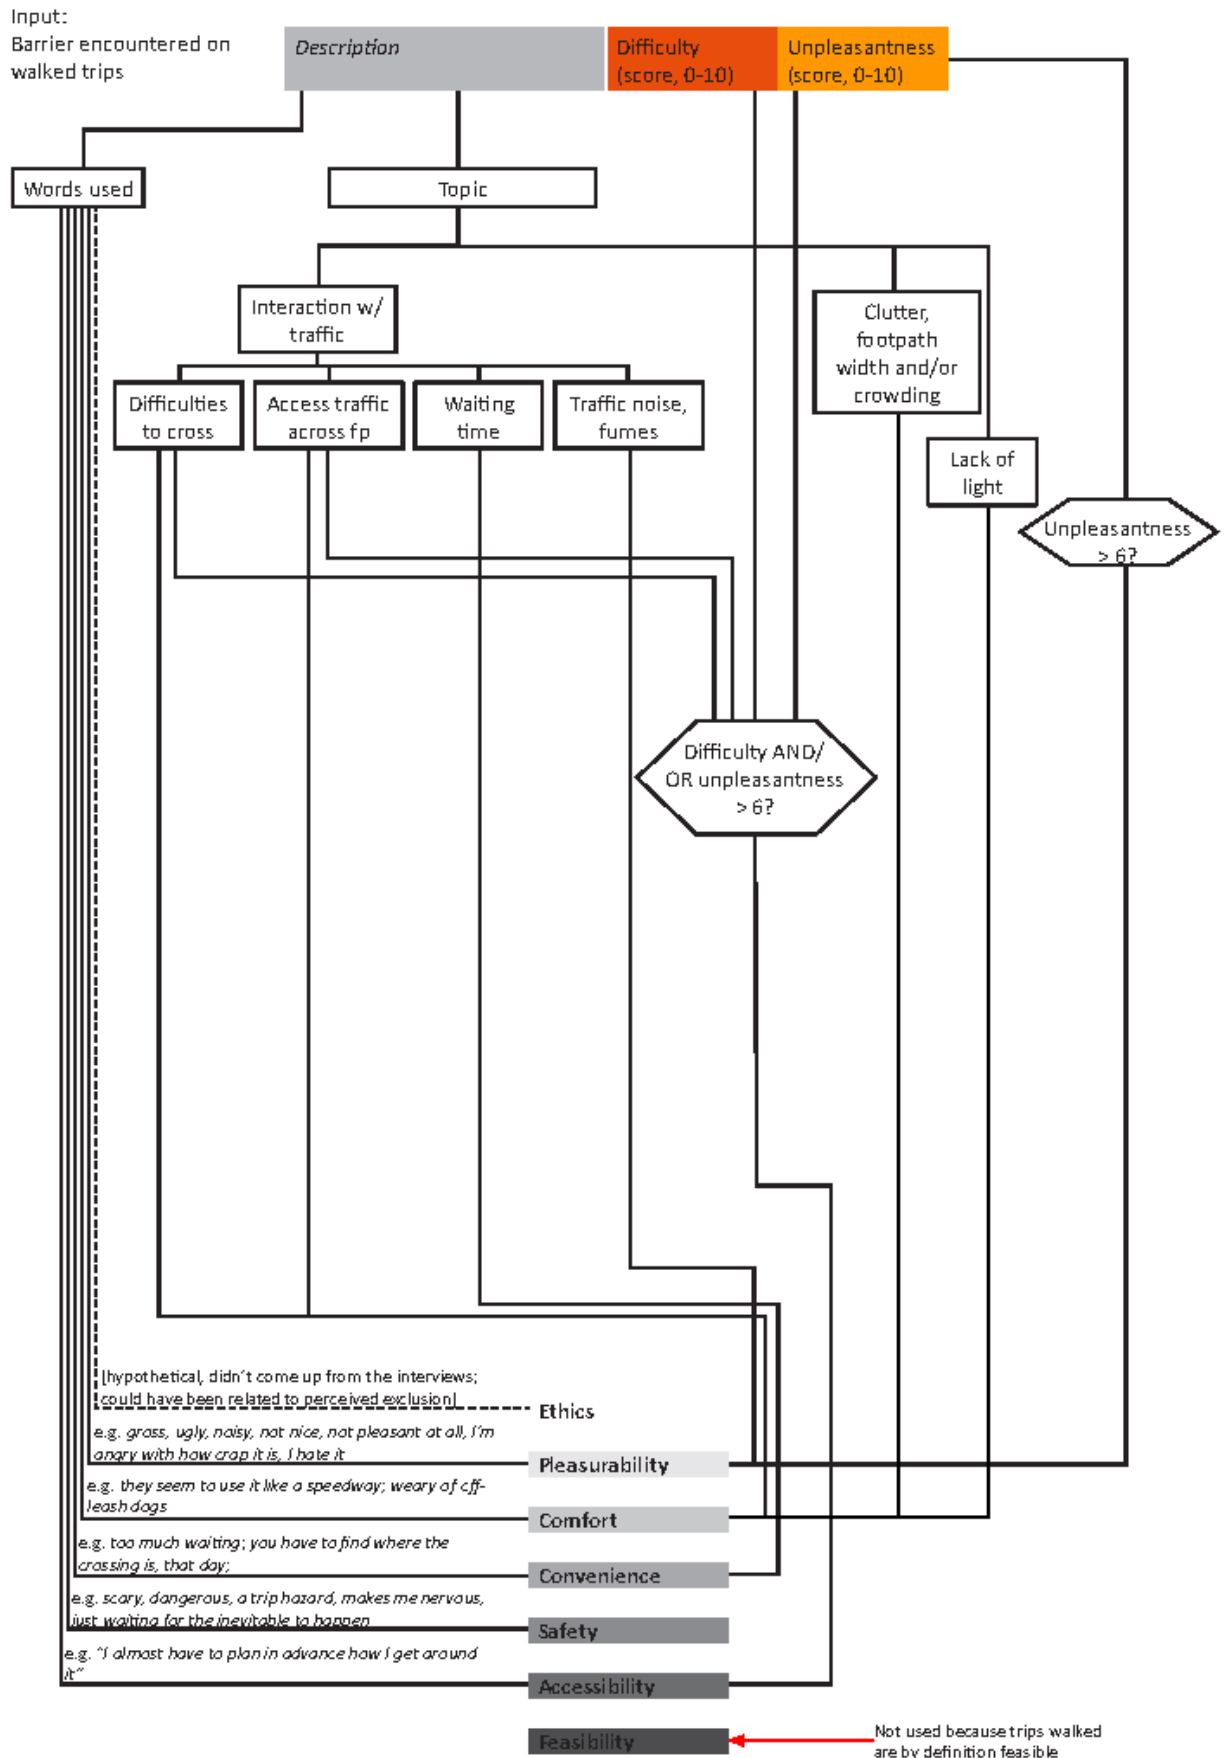 Input:
Barrier encountered on
walked trips
Description
Difficulty
(score, 0-10)
Unpleasantness
(score, 0-10)
Words used
Topic
Interaction w/
traffic
Clutter,
footpath
width and/or
crowding
Difficulties
to cross
Access traffic
across fp
Waiting
time
Traffic noise,
fumes
Lack of
light
Unpleasantness
> 6?
Difficulty AND/
OR unpleasantness
> 6?
[hypothetical, didn't come up from the interviews;
could have been related to perceived exclusion]
Ethics
e.g. gross, ugly, noisy, not nice, not pleasant at all, I'm
angry with how crap it is, I hate it
Pleasurability
e.g. they seem to use it like a speedway; weary of off-
leash dogs
Comfort
e.g. too much waiting; you have to find where the
crossing is, that day;
Convenience
e.g. scary, dangerous, a trip hazard, makes me nervous,
just waiting for the inevitable to happen
Safety
e.g. "I almost have to plan in advance how I get around
it"
Accessibility
Feasibility
Not used because trips walked
are by definition feasible